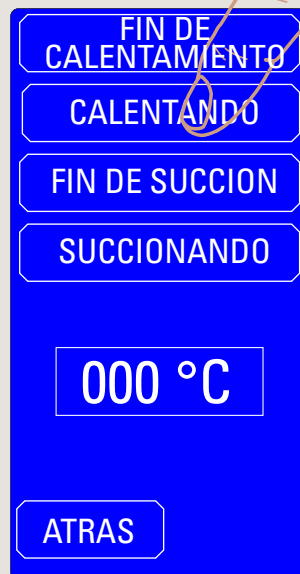 FIN DE
CALENTAMIENTO
CALENTANDO
FIN DE SUCCION
SUCCIONANDO
000 °C
ATRAS